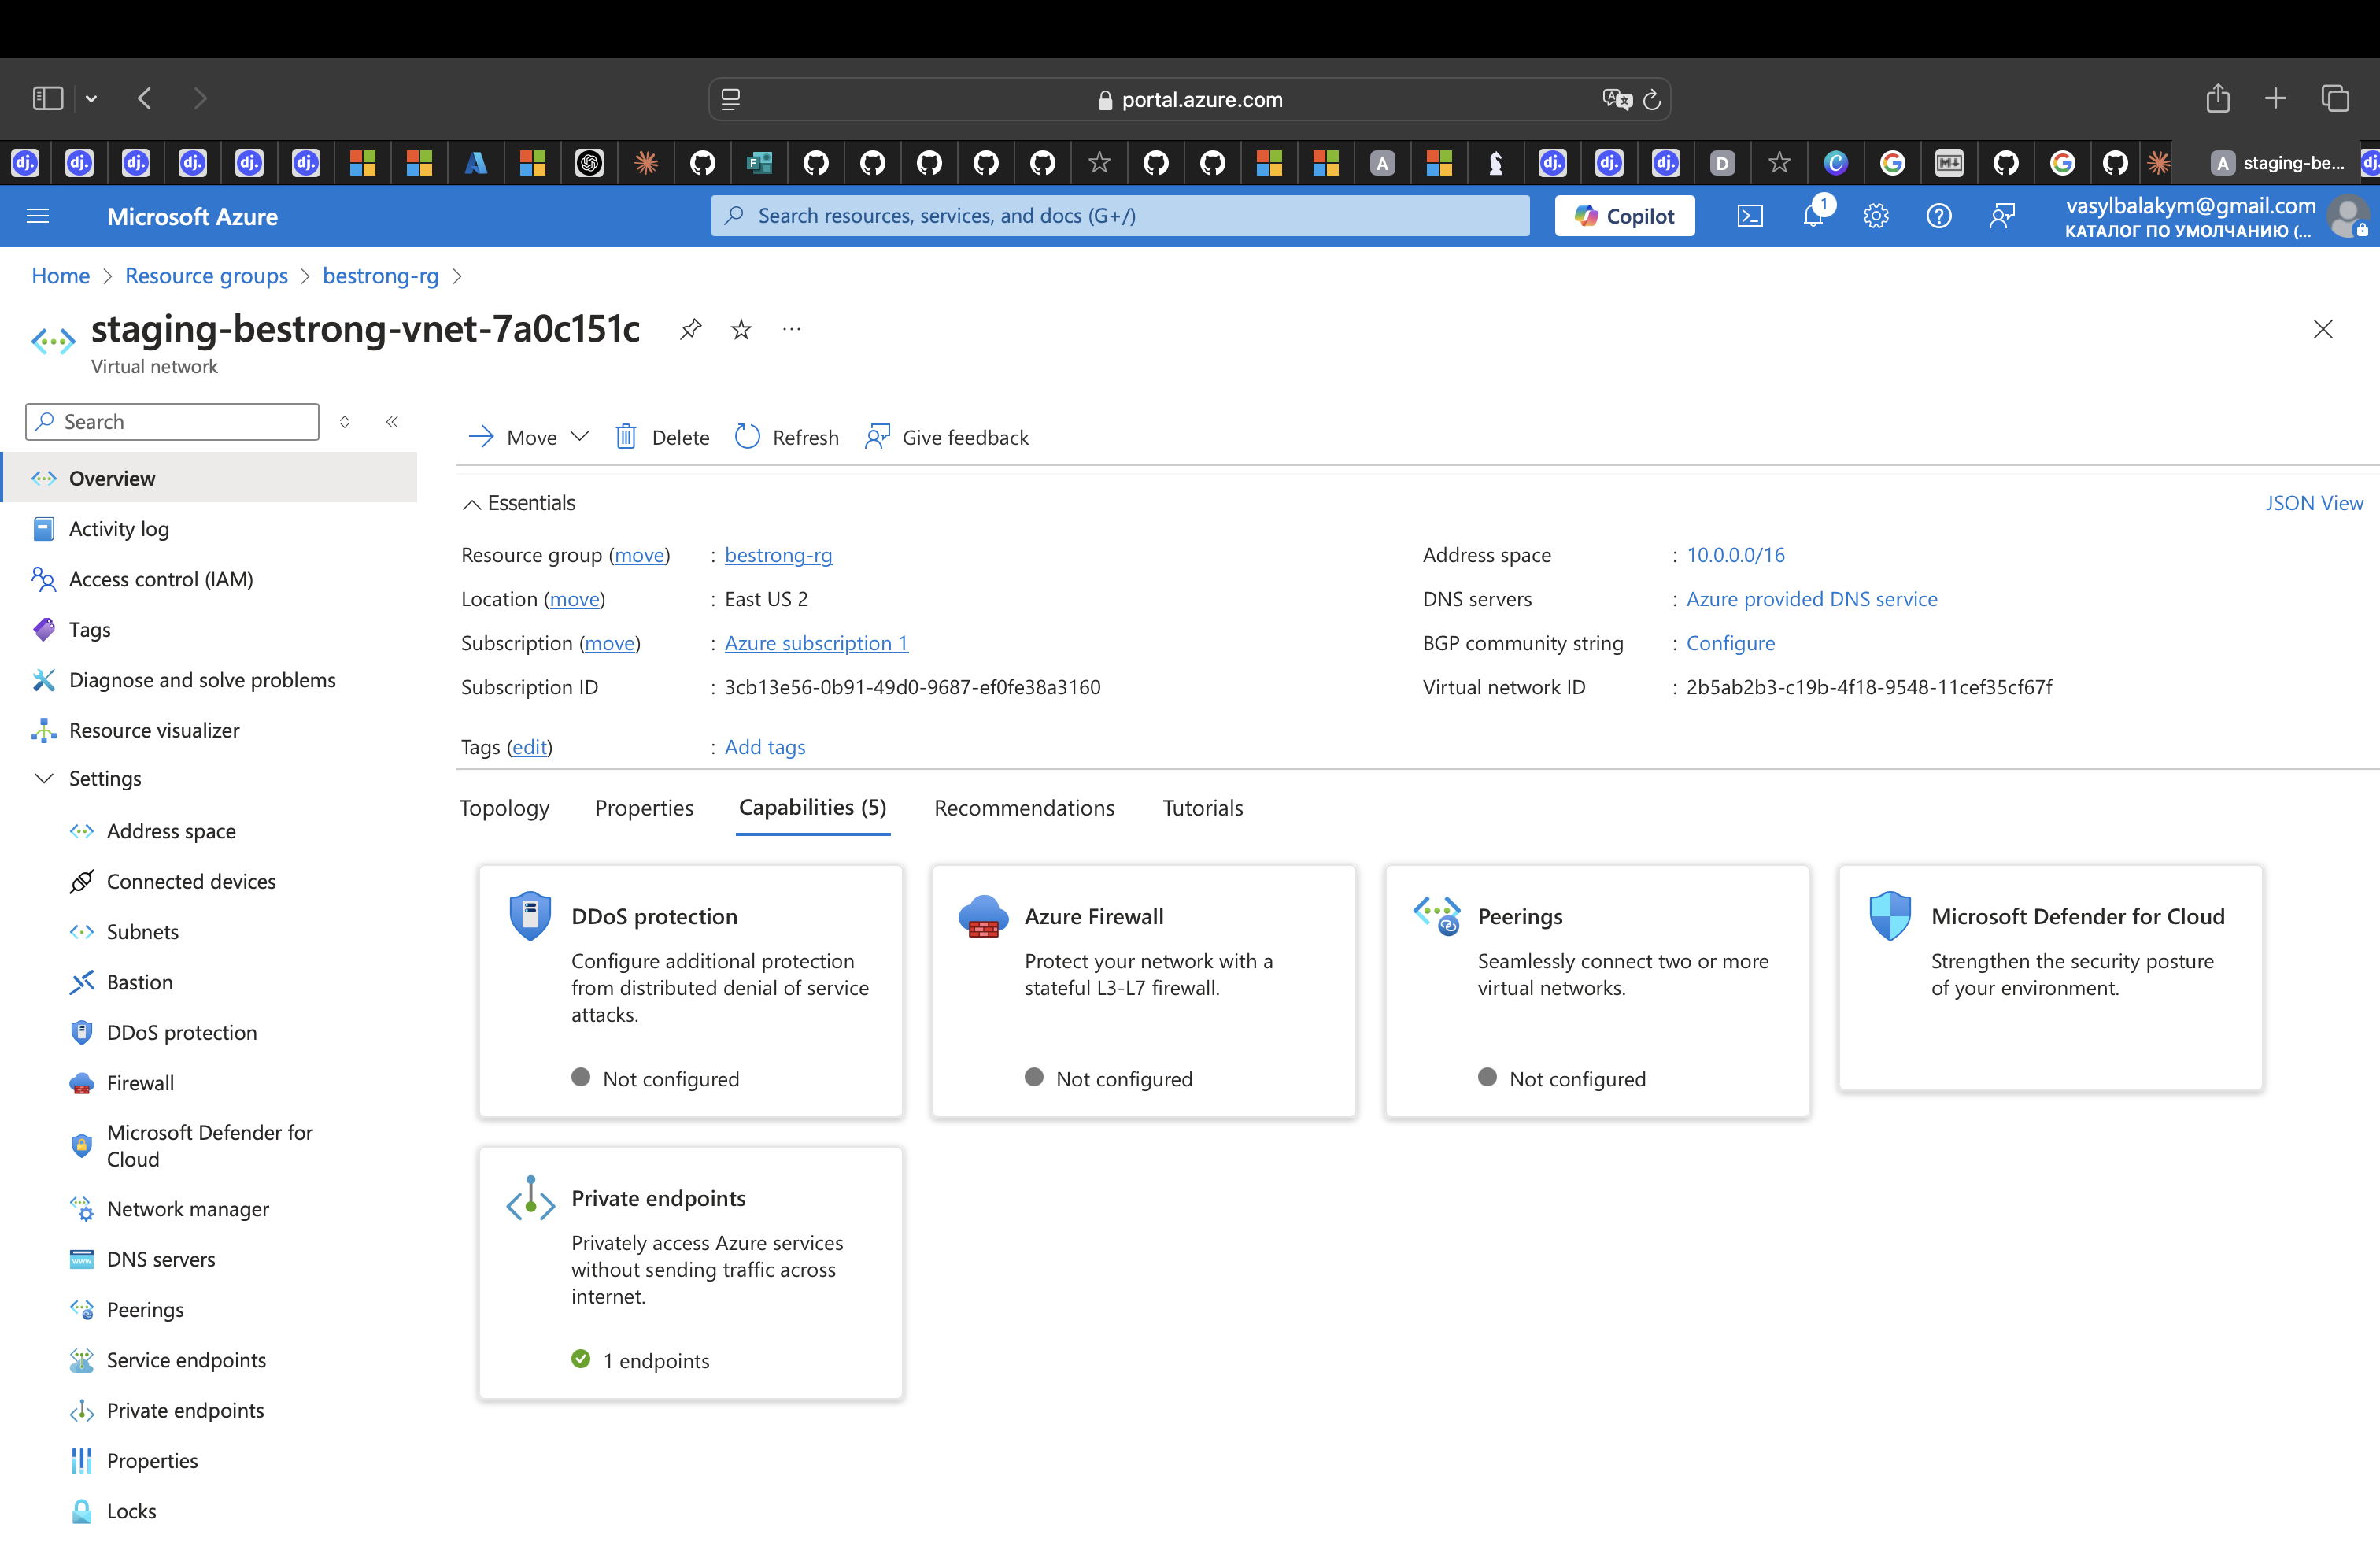 portal.azure.com
staging-be...
Microsoft Azure
Search resources, services, and docs (G+/)
Copilot
1
vasylbalakym@gmail.com
КАТАЛОГ ПО УМОЛЧАНИЮ (...
Home > Resource groups > bestrong-rg >
staging-bestrong-vnet-7a0c151c
Virtual network
Search
Overview
Activity log
Access control (IAM)
Tags
Diagnose and solve problems
Resource visualizer
Settings
Address space
Connected devices
Subnets
Bastion
DDoS protection
Firewall
Microsoft Defender for
Cloud
Network manager
DNS servers
Peerings
Service endpoints
Private endpoints
Properties
Locks
Move
Delete
Refresh
Give feedback
Essentials
JSON View
Resource group (move) : bestrong-rg
Location (move) : East US 2
Subscription (move) : Azure subscription 1
Subscription ID : 3cb13e56-0b91-49d0-9687-ef0fe38a3160
Address space : 10.0.0.0/16
DNS servers : Azure provided DNS service
BGP community string : Configure
Virtual network ID : 2b5ab2b3-c19b-4f18-9548-11cef35cf67f
Tags (edit) : Add tags
Topology
Properties
Capabilities (5)
Recommendations
Tutorials
DDoS protection
Configure additional protection
from distributed denial of service
attacks.
Not configured
Azure Firewall
Protect your network with a
stateful L3-L7 firewall.
Not configured
Peerings
Seamlessly connect two or more
virtual networks.
Not configured
Microsoft Defender for Cloud
Strengthen the security posture
of your environment.
Private endpoints
Privately access Azure services
without sending traffic across
internet.
1 endpoints